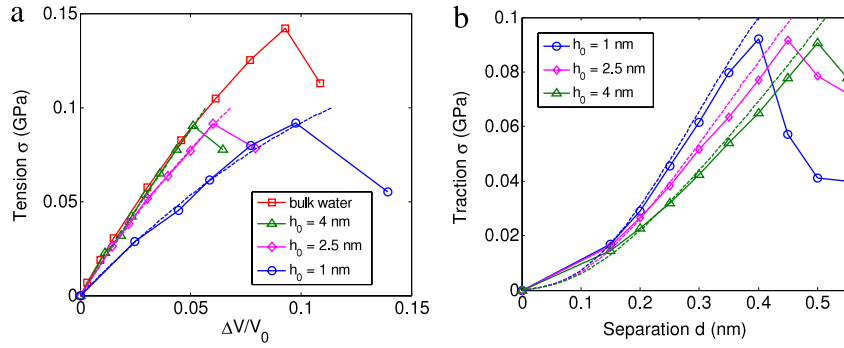 a
Tension σ (GPa)
0.15
0.1
0.05
0
0
0.05
0.1
0.15
ΔV/V0
bulk water
h0 = 4 nm
h0 = 2.5 nm
h0 = 1 nm
b
Traction σ (GPa)
0.1
0.08
0.06
0.04
0.02
0
0
0.1
0.2
0.3
0.4
0.5
Separation d (nm)
h0 = 1 nm
h0 = 2.5 nm
h0 = 4 nm